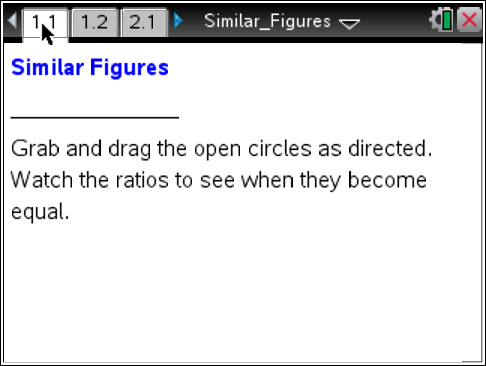 1.1 1.2 2.1 Similar_Figures
Similar Figures
Grab and drag the open circles as directed.
Watch the ratios to see when they become
equal.